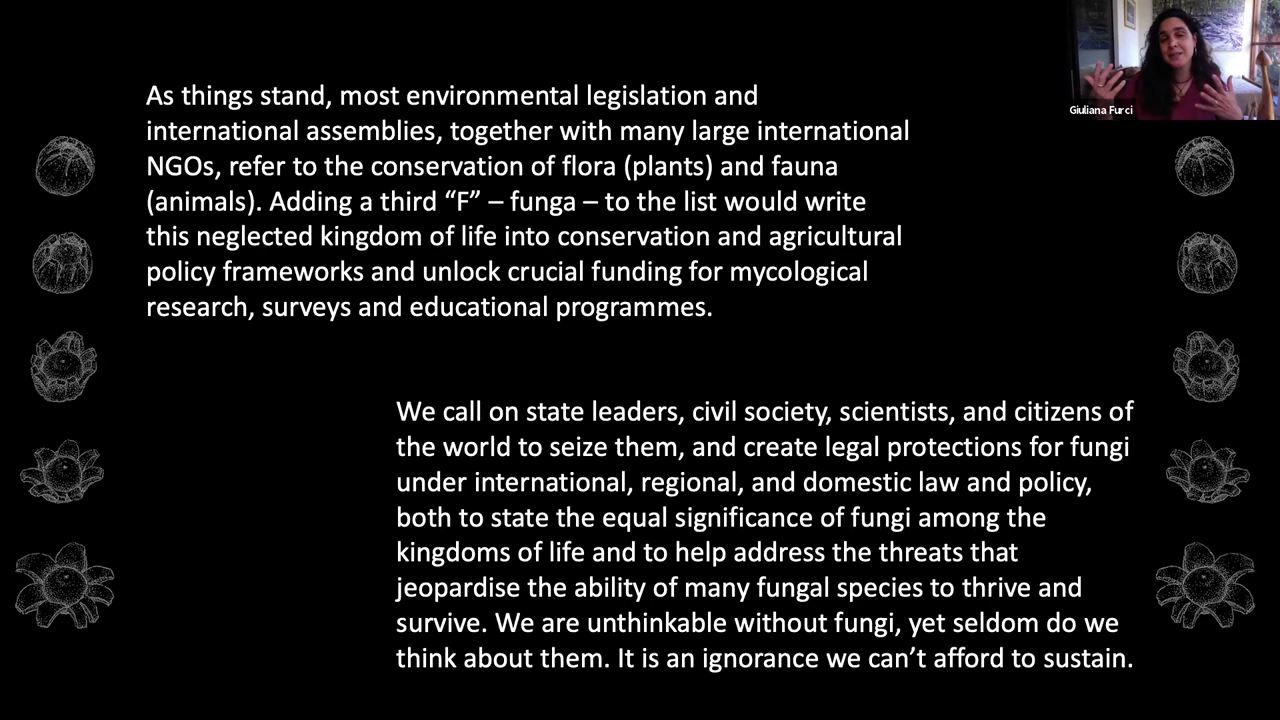 Giuliana Furci
As things stand, most environmental legislation and
international assemblies, together with many large international
NGOs, refer to the conservation of flora (plants) and fauna
(animals). Adding a third “F” – funga – to the list would write
this neglected kingdom of life into conservation and agricultural
policy frameworks and unlock crucial funding for mycological
research, surveys and educational programmes.
We call on state leaders, civil society, scientists, and citizens of
the world to seize them, and create legal protections for fungi
under international, regional, and domestic law and policy,
both to state the equal significance of fungi among the
kingdoms of life and to help address the threats that
jeopardise the ability of many fungal species to thrive and
survive. We are unthinkable without fungi, yet seldom do we
think about them. It is an ignorance we can’t afford to sustain.